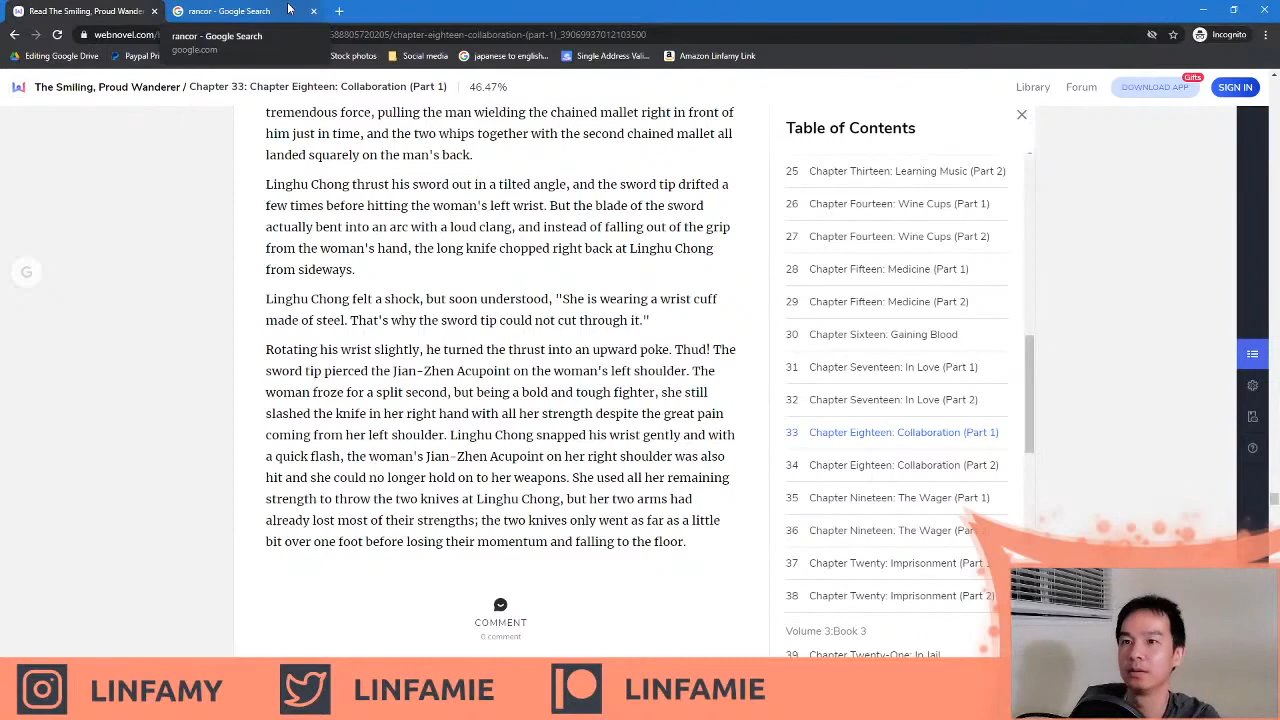 Read The Smiling, Proud Wande
rancor - Google Search
rancor - Google Search
google.com
webnovel.com/
588805720205/chapter-eighteen-collaboration-(part-1)_39069937012103500
Incognito
Editing Google Drive
Paypal Pri
Stock photos
Social media
japanese to english...
Single Address Vali...
Amazon Linfamy Link
The Smiling, Proud Wanderer / Chapter 33: Chapter Eighteen: Collaboration (Part 1)
46.47%
Library
Forum
DOWNLOAD APP
Gifts
SIGN IN
tremendous force, pulling the man wielding the chained mallet right in front of
him just in time, and the two whips together with the second chained mallet all
landed squarely on the man's back.
Linghu Chong thrust his sword out in a tilted angle, and the sword tip drifted a
few times before hitting the woman's left wrist. But the blade of the sword
actually bent into an arc with a loud clang, and instead of falling out of the grip
from the woman's hand, the long knife chopped right back at Linghu Chong
from sideways.
Linghu Chong felt a shock, but soon understood, "She is wearing a wrist cuff
made of steel. That's why the sword tip could not cut through it."
Rotating his wrist slightly, he turned the thrust into an upward poke. Thud! The
sword tip pierced the Jian-Zhen Acupoint on the woman's left shoulder. The
woman froze for a split second, but being a bold and tough fighter, she still
slashed the knife in her right hand with all her strength despite the great pain
coming from her left shoulder. Linghu Chong snapped his wrist gently and with
a quick flash, the woman's Jian-Zhen Acupoint on her right shoulder was also
hit and she could no longer hold on to her weapons. She used all her remaining
strength to throw the two knives at Linghu Chong, but her two arms had
already lost most of their strengths; the two knives only went as far as a little
bit over one foot before losing their momentum and falling to the floor.
COMMENT
0 comment
Table of Contents
25 Chapter Thirteen: Learning Music (Part 2)
26 Chapter Fourteen: Wine Cups (Part 1)
27 Chapter Fourteen: Wine Cups (Part 2)
28 Chapter Fifteen: Medicine (Part 1)
29 Chapter Fifteen: Medicine (Part 2)
30 Chapter Sixteen: Gaining Blood
31 Chapter Seventeen: In Love (Part 1)
32 Chapter Seventeen: In Love (Part 2)
33 Chapter Eighteen: Collaboration (Part 1)
34 Chapter Eighteen: Collaboration (Part 2)
35 Chapter Nineteen: The Wager (Part 1)
36 Chapter Nineteen: The Wager (Part
37 Chapter Twenty: Imprisonment (Part
38 Chapter Twenty: Imprisonment (Part 2)
Volume 3:Book 3
39 Chapter Twenty-One: In Jail
LINFAMY
LINFAMIE
LINFAMIE